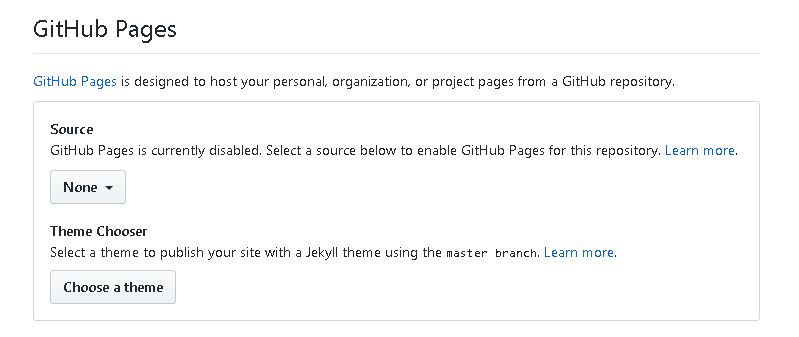 GitHub Pages
GitHub Pages is designed to host your personal, organization, or project pages from a GitHub repository.
Source
GitHub Pages is currently disabled. Select a source below to enable GitHub Pages for this repository. Learn more.
None
Theme Chooser
Select a theme to publish your site with a Jekyll theme using the master branch. Learn more.
Choose a theme